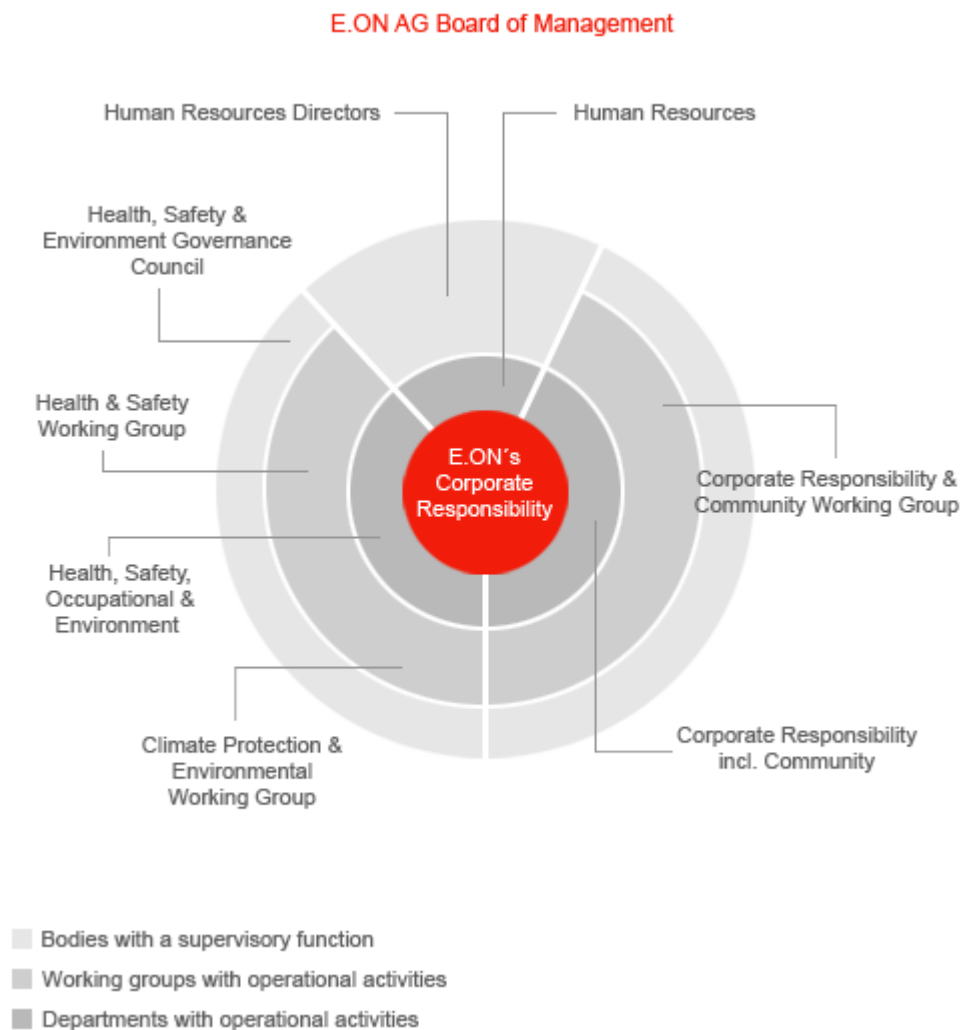 E.ON AG Board of Management
Human Resources Directors
Human Resources
Health, Safety &
Environment Governance
Council
Health & Safety
Working Group
E.ON´s
Corporate
Responsibility
Corporate Responsibility &
Community Working Group
Health, Safety,
Occupational &
Environment
Climate Protection &
Environmental
Working Group
Corporate Responsibility
incl. Community
Bodies with a supervisory function
Working groups with operational activities
Departments with operational activities